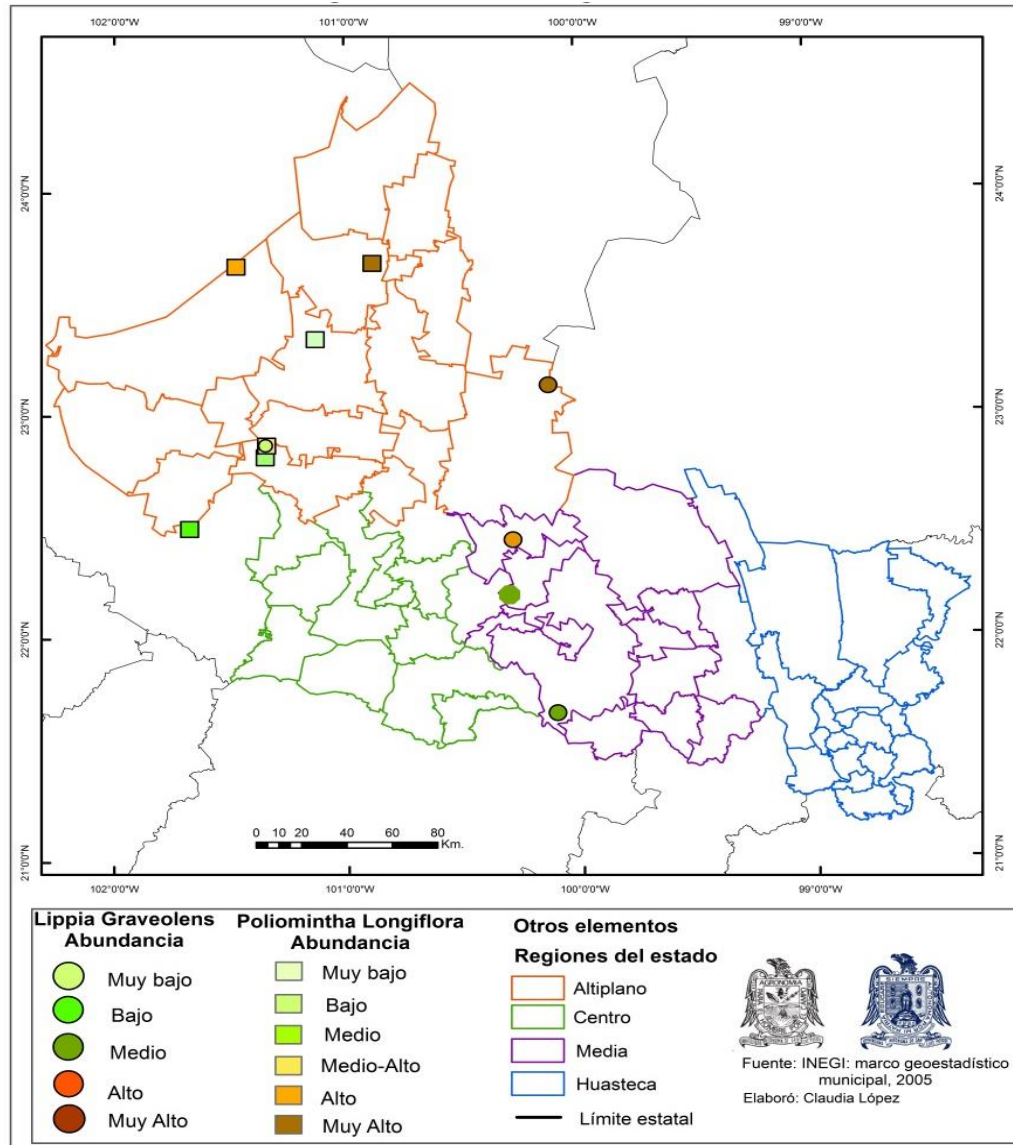 102°0'0"W 101°0'0"W 100°0'0"W 99°0'0"W
24°0'0"N 24°0'0"N
23°0'0"N 23°0'0"N
22°0'0"N 22°0'0"N
21°0'0"N 21°0'0"N
0 10 20 40 60 80
Km.
102°0'0"W 101°0'0"W 100°0'0"W 99°0'0"W
Lippia Graveolens
Abundancia
Muy bajo
Bajo
Medio
Alto
Muy Alto
Poliomintha Longiflora
Abundancia
Muy bajo
Bajo
Medio
Medio-Alto
Alto
Muy Alto
Otros elementos
Regiones del estado
Altiplano
Centro
Media
Huasteca
Límite estatal
AGRONOMIA
Fuente: INEGI: marco geoestadístico
municipal, 2005
Elaboró: Claudia López